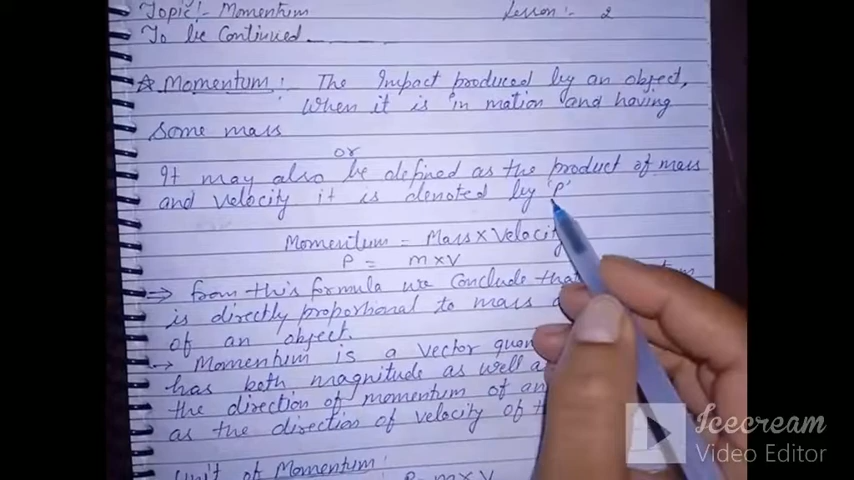 Topic:- Momentum Lesson:- 2
To be Continued.
☆ Momentum:- The Impact produced by an object,
When it is in mation and having
some mass
or
It may also be defined as the product of mass
and velocity it is denoted by 'P'
Momentum = Mass x Velocity
P = m x v
=> from this formula we Conclude that
is directly proportional to mass
of an object.
-> Momentum is a vector
has both magnitude as well
the direction of momentum of an
as the direction of velocity of
Unit of Momentum:
P = m x v
Icecream
Video Editor